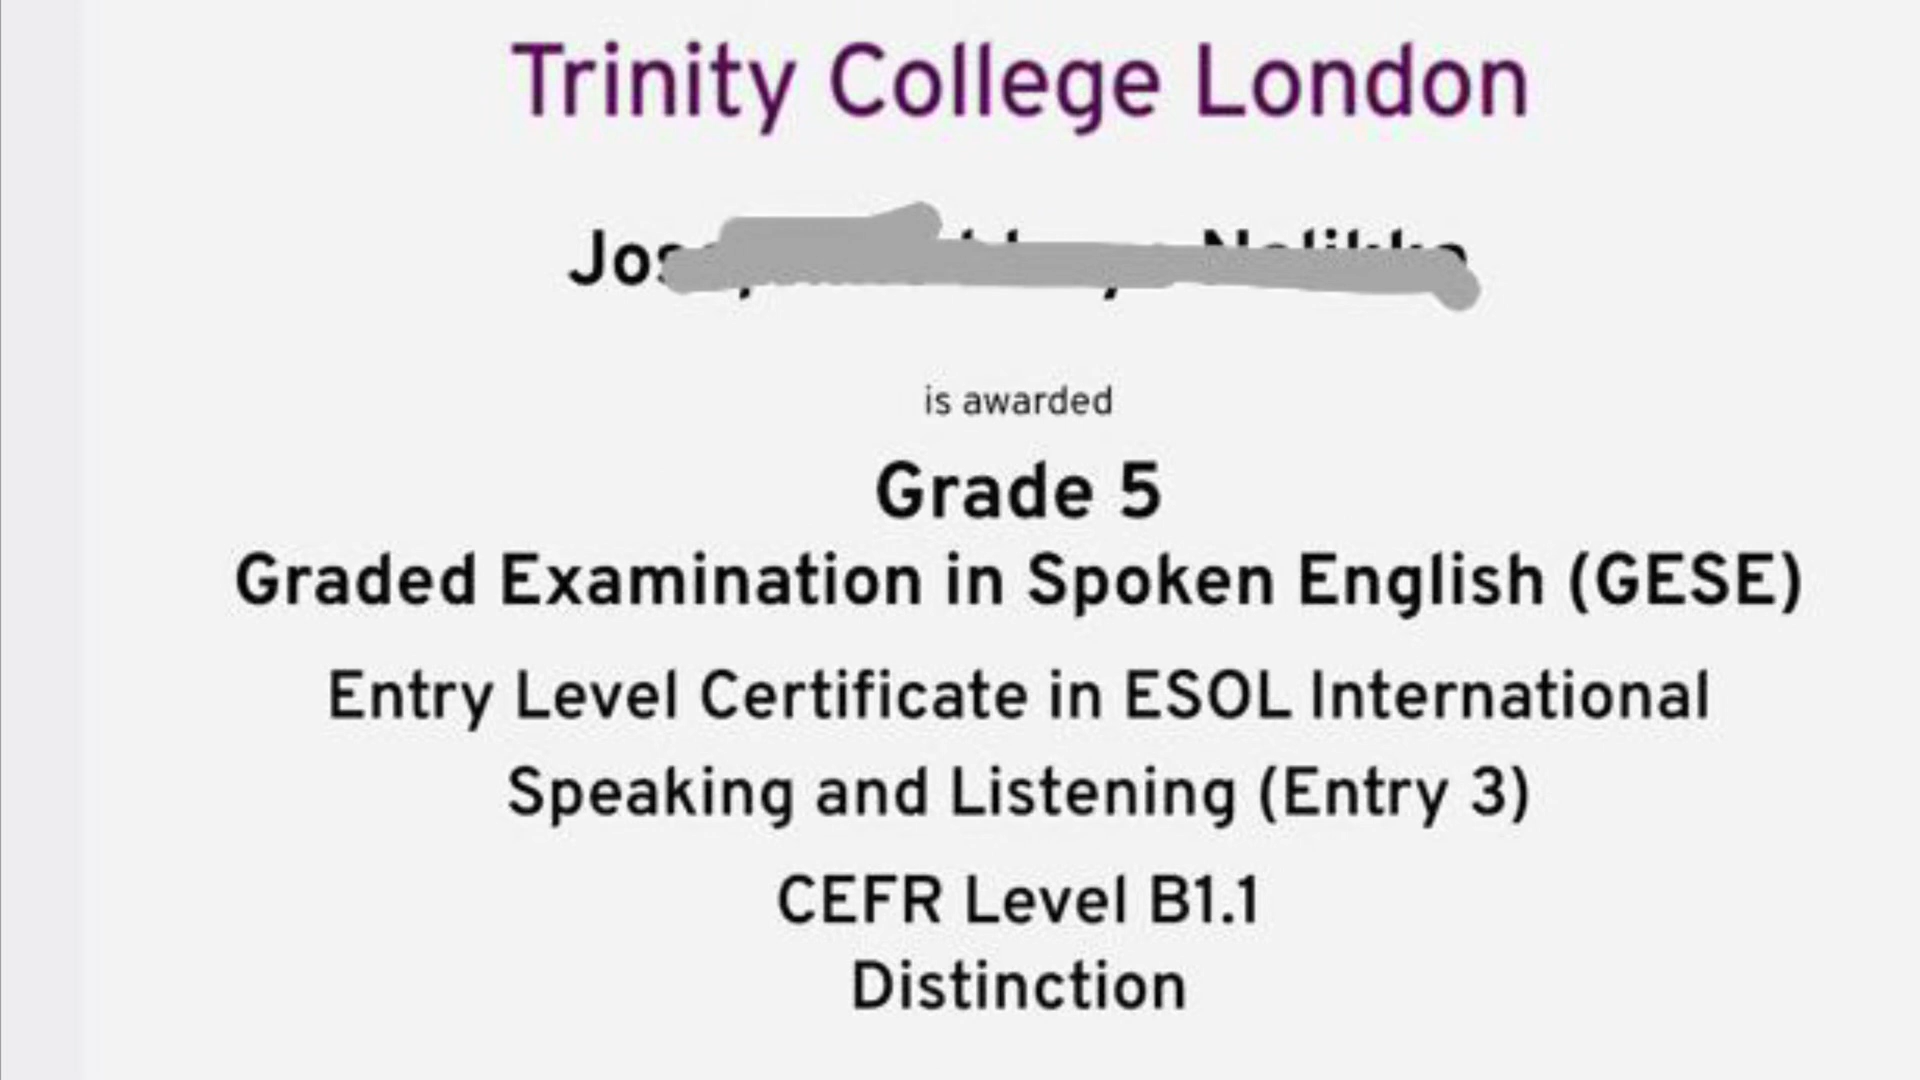 Trinity College London
is awarded
Grade 5
Graded Examination in Spoken English (GESE)
Entry Level Certificate in ESOL International
Speaking and Listening (Entry 3)
CEFR Level B1.1
Distinction